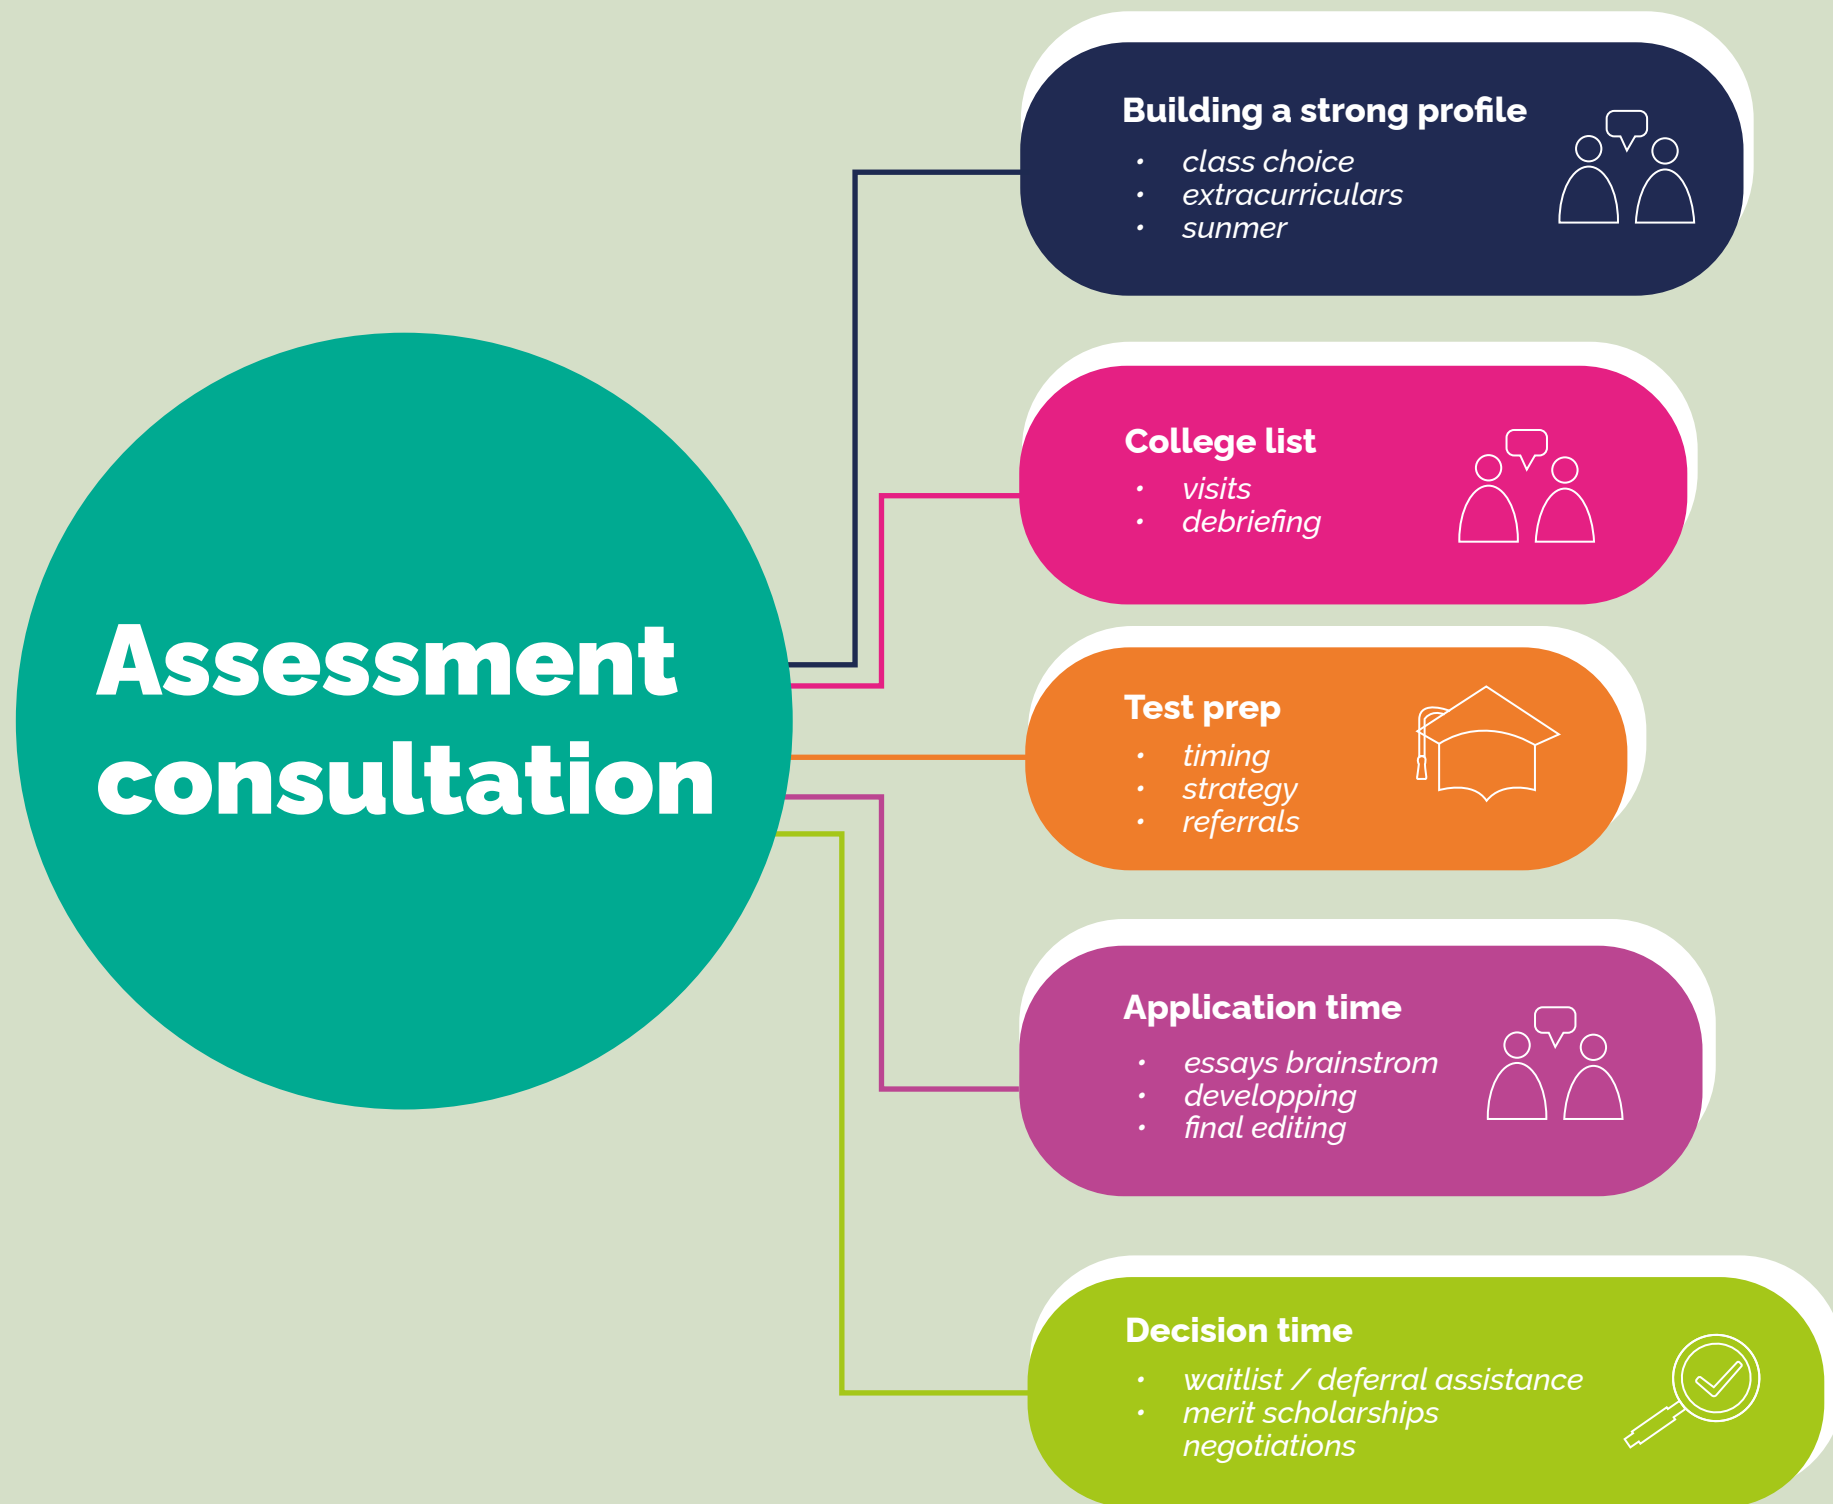 Assessment
consultation
Building a strong profile
• class choice
• extracurriculars
• sunmer
College list
• visits
• debriefing
Test prep
• timing
• strategy
• referrals
Application time
• essays brainstrom
• developping
• final editing
Decision time
• waitlist / deferral assistance
• merit scholarships
negotiations